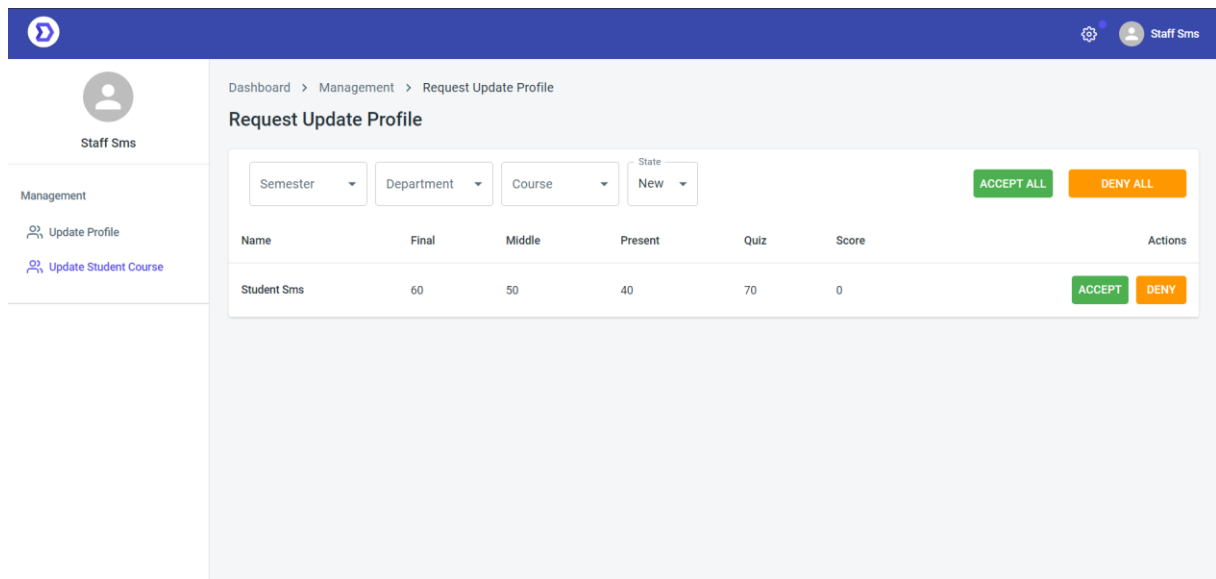 Staff Sms
Staff Sms
Management
Update Profile
Update Student Course
Dashboard > Management > Request Update Profile
Request Update Profile
Semester Department Course State New ACCEPT ALL DENY ALL
Name Final Middle Present Quiz Score Actions
Student Sms 60 50 40 70 0 ACCEPT DENY